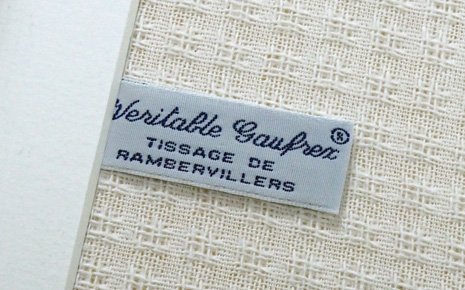 Veritable Gaufrex ®
TISSAGE DE
RAMBERVILLERS